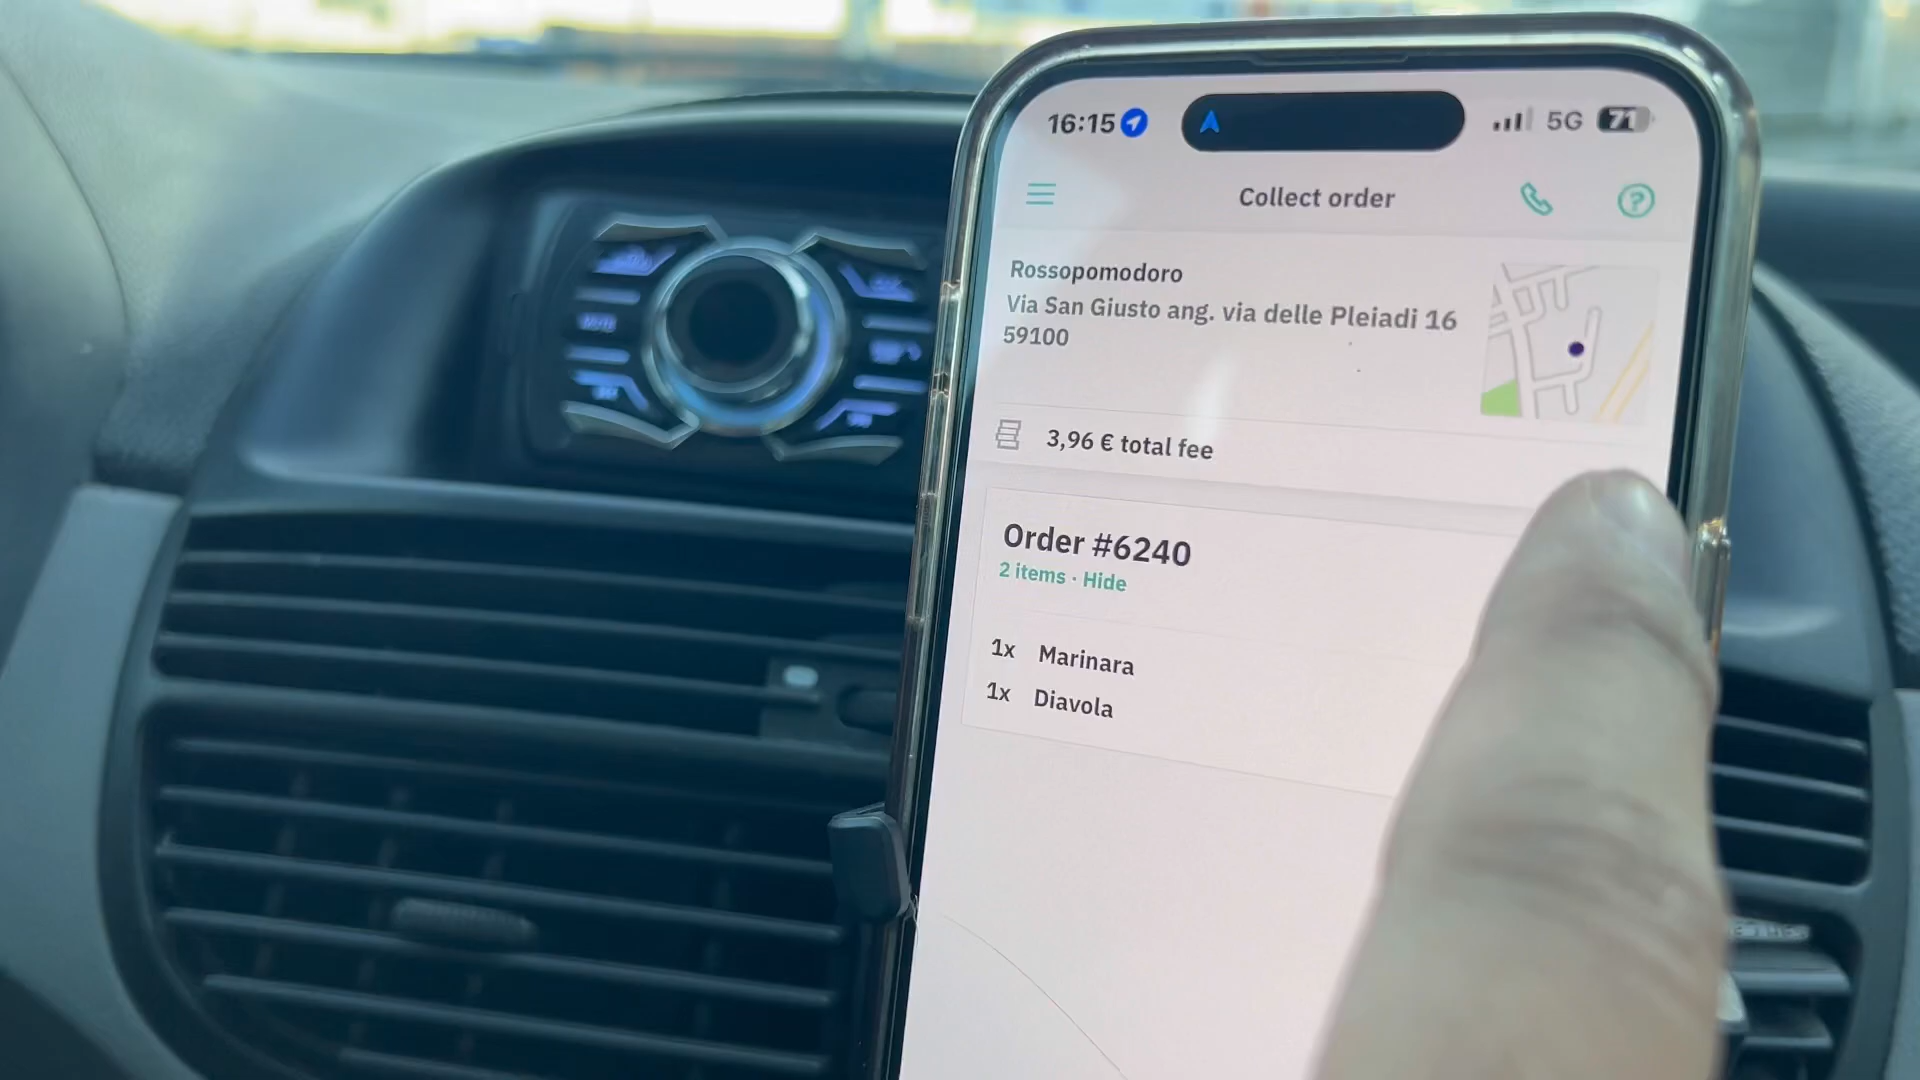 16:15
5G
71
Collect order
?
Rossopomodoro
Via San Giusto ang. via delle Pleiadi 16
59100
3,96 € total fee
Order #6240
2 items · Hide
1x Marinara
1x Diavola